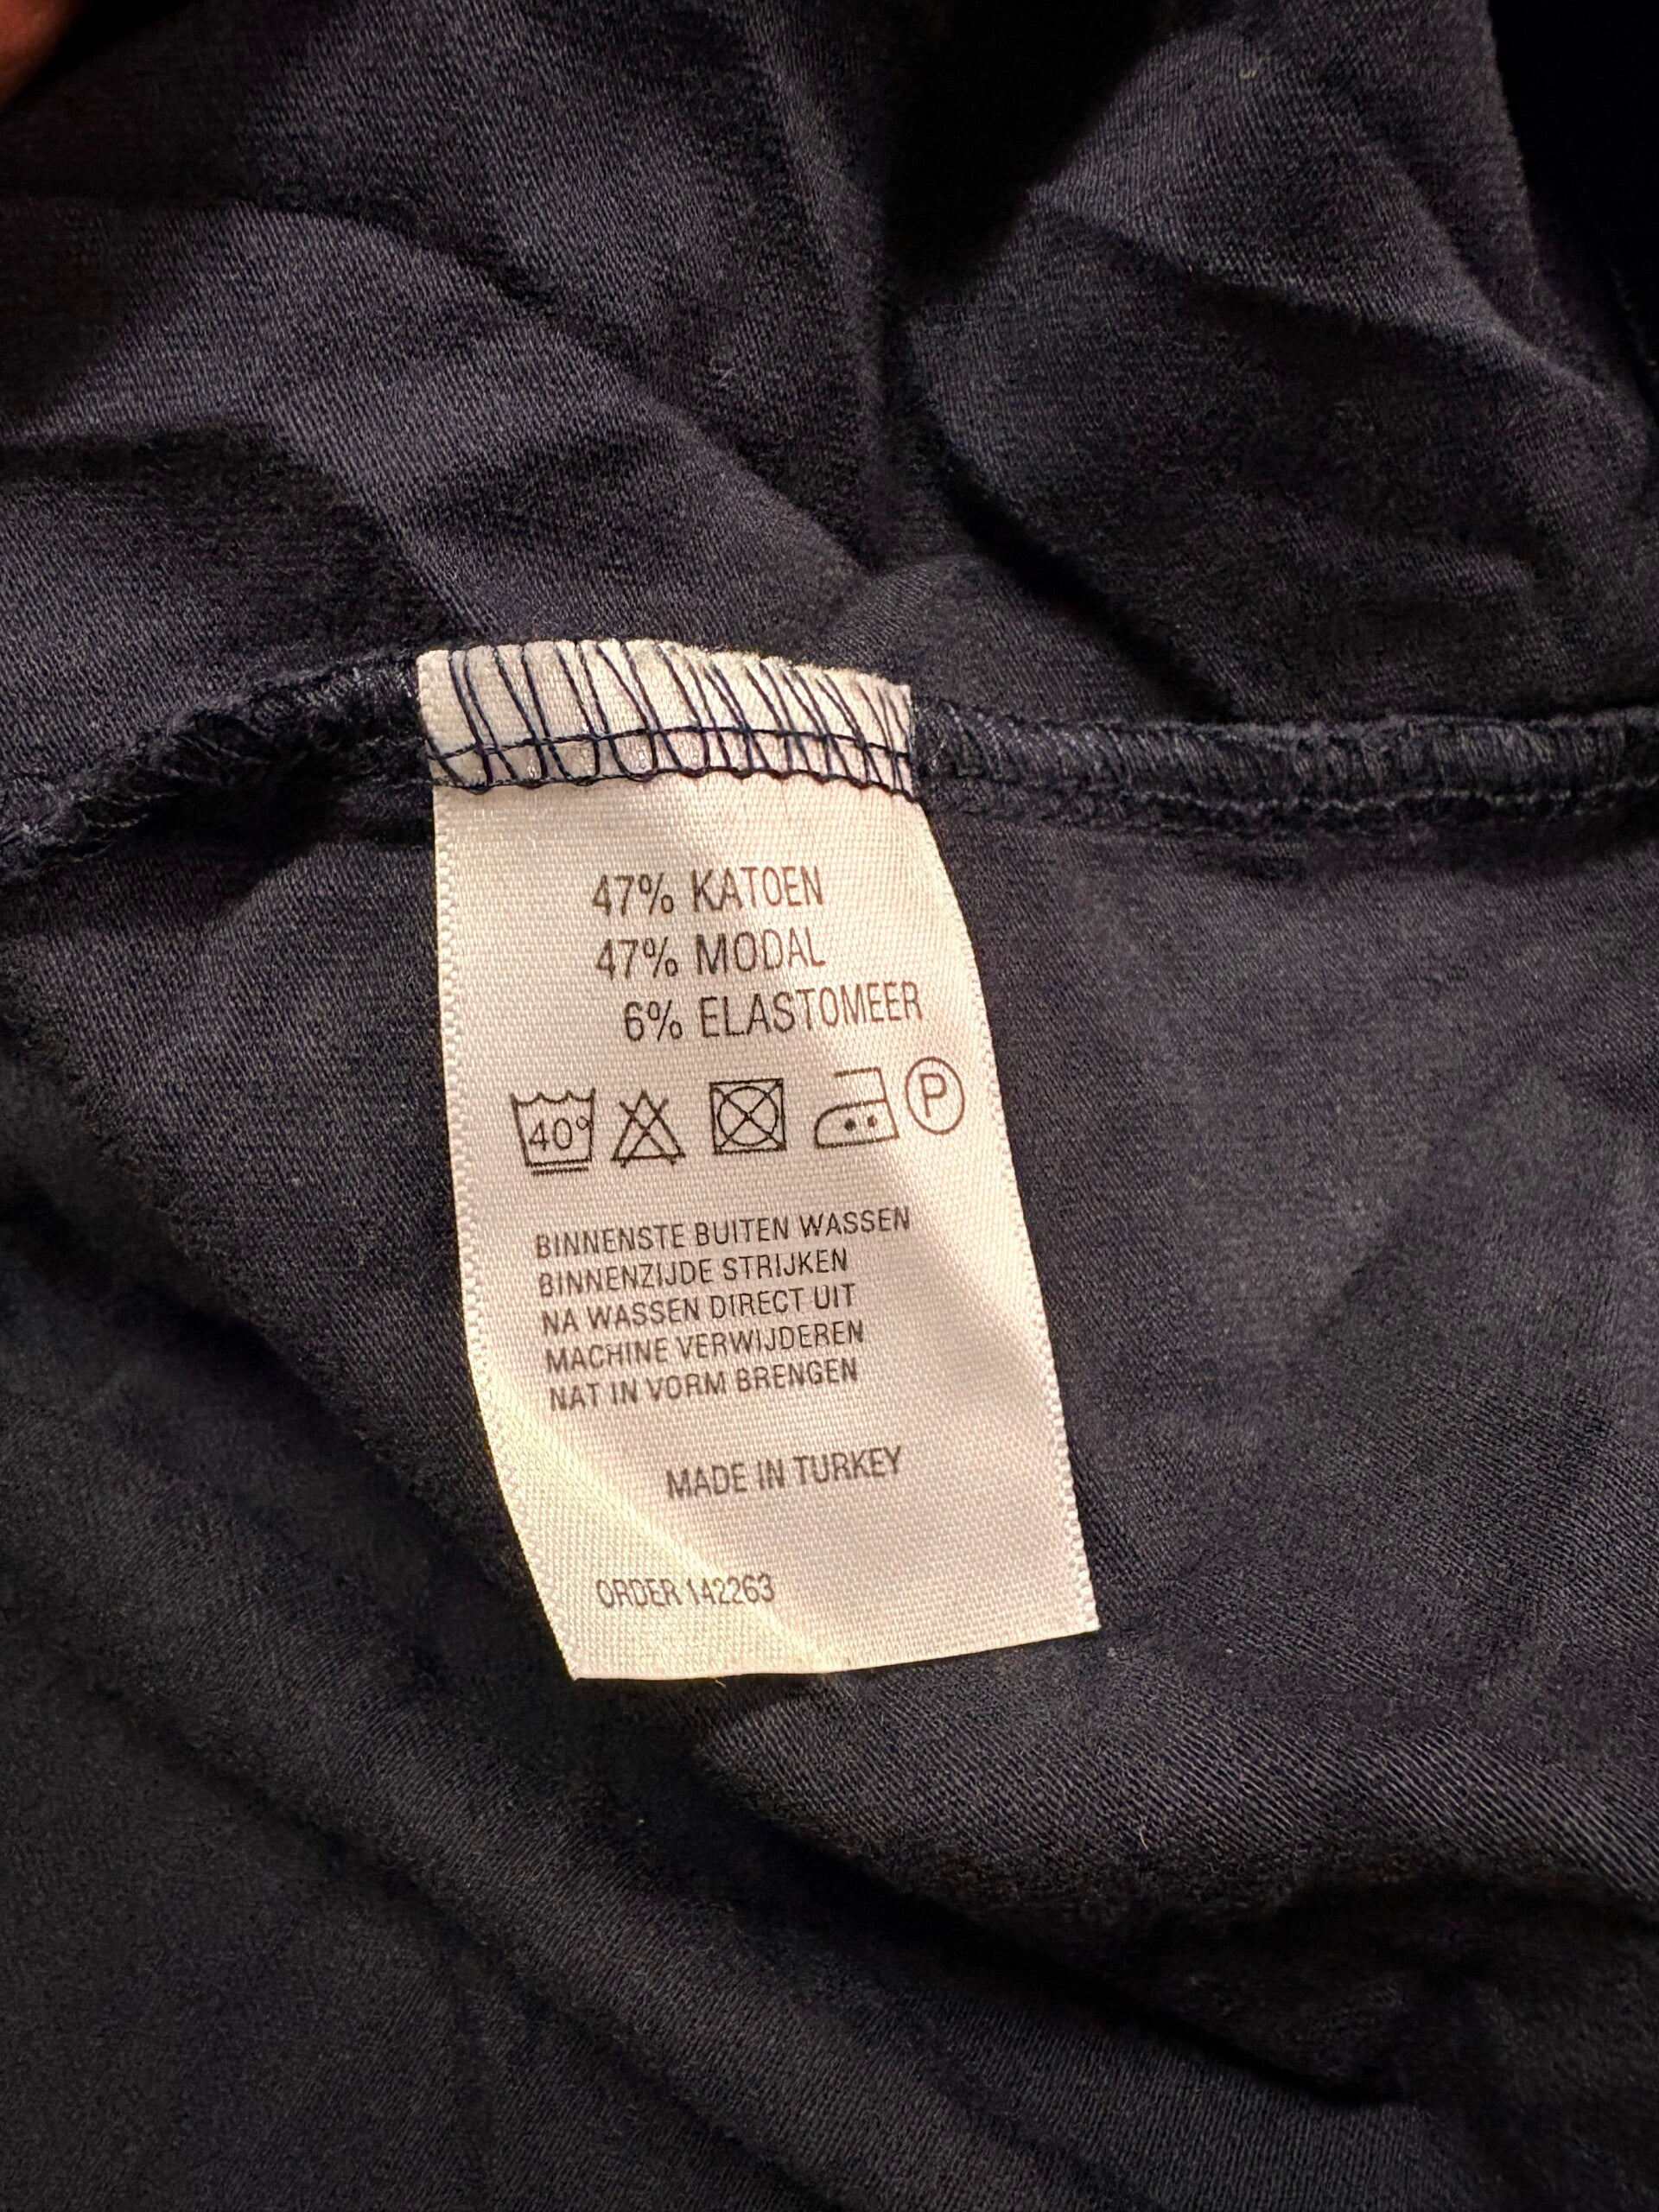 47% KATOEN
47% MODAL
6% ELASTOMEER
40° P
BINNENSTE BUITEN WASSEN
BINNENZIJDE STRIJKEN
NA WASSEN DIRECT UIT
MACHINE VERWIJDEREN
NAT IN VORM BRENGEN
MADE IN TURKEY
ORDER 142263